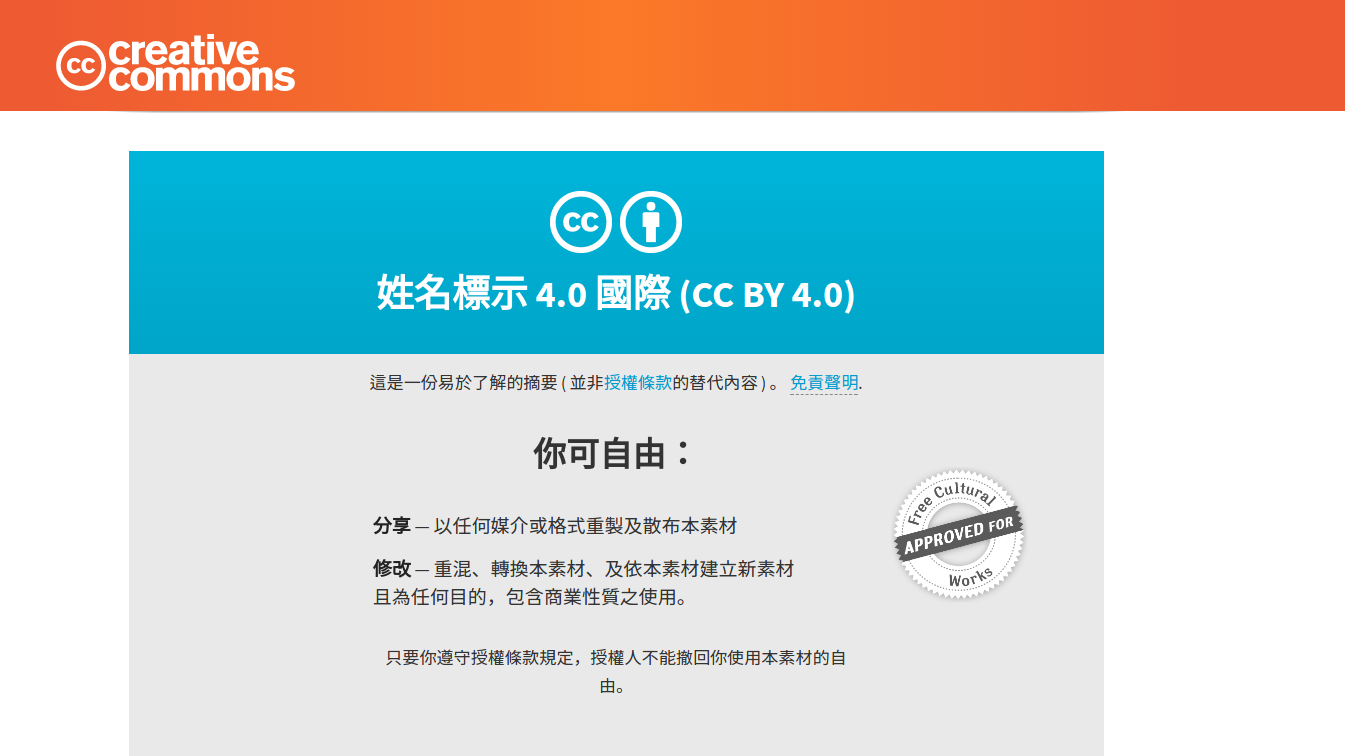 cc creative
commons
cc
姓名標示 4.0 國際 (CC BY 4.0)
這是一份易於了解的摘要 ( 並非授權條款的替代內容 ) 。 免責聲明.
你可自由：
分享 — 以任何媒介或格式重製及散布本素材
修改 — 重混、轉換本素材、及依本素材建立新素材
且為任何目的，包含商業性質之使用。
Free Cultural
APPROVED FOR
Works
只要你遵守授權條款規定，授權人不能撤回你使用本素材的自
由。